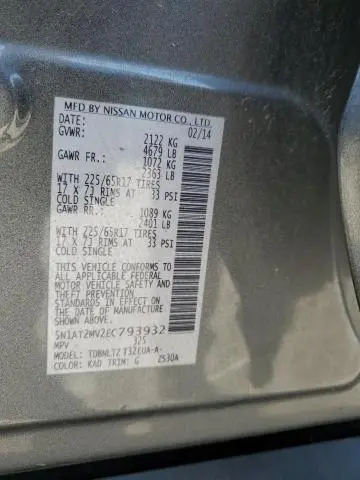 MFD BY NISSAN MOTOR CO., LTD.
DATE: 02/14
GVWR: 2122 KG
4679 LB
GAWR FR.: 1072 KG
2363 LB
WITH 225/65R17 TIRES
17 X 7J RIMS AT 33 PSI
COLD SINGLE
GAWR RR.: 1089 KG
2401 LB
WITH 225/65R17 TIRES
17 X 7J RIMS AT 33 PSI
COLD SINGLE
THIS VEHICLE CONFORMS TO
ALL APPLICABLE FEDERAL
MOTOR VEHICLE SAFETY AND
THEFT PREVENTION
STANDARDS IN EFFECT ON THE
DATE OF MANUFACTURE
SHOWN ABOVE.
5N1AT2MV2EC793932
MPV 325
MODEL: TDBNLTZ T32EUA-A-
COLOR: KAD TRIM: G 2530A